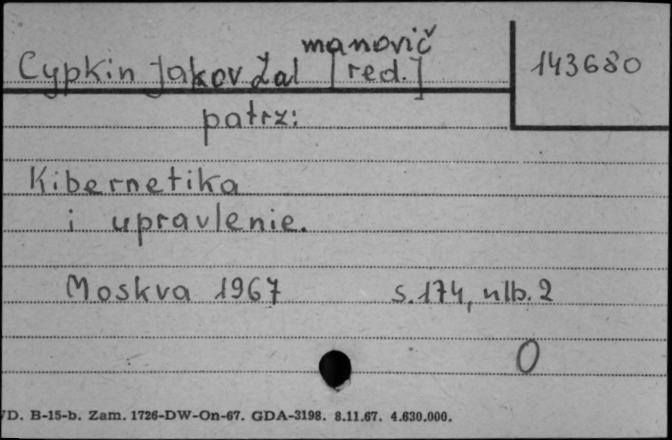 Cypkin Jakov Zalmanovič [red.]
143680
patrz:
Kibernetika
i upravlenie.
Moskva 1967 s. 174, nlb. 2
0
D. B-15-b. Zam. 1726-DW-On-67. GDA-3198. 8.11.67. 4.630.000.